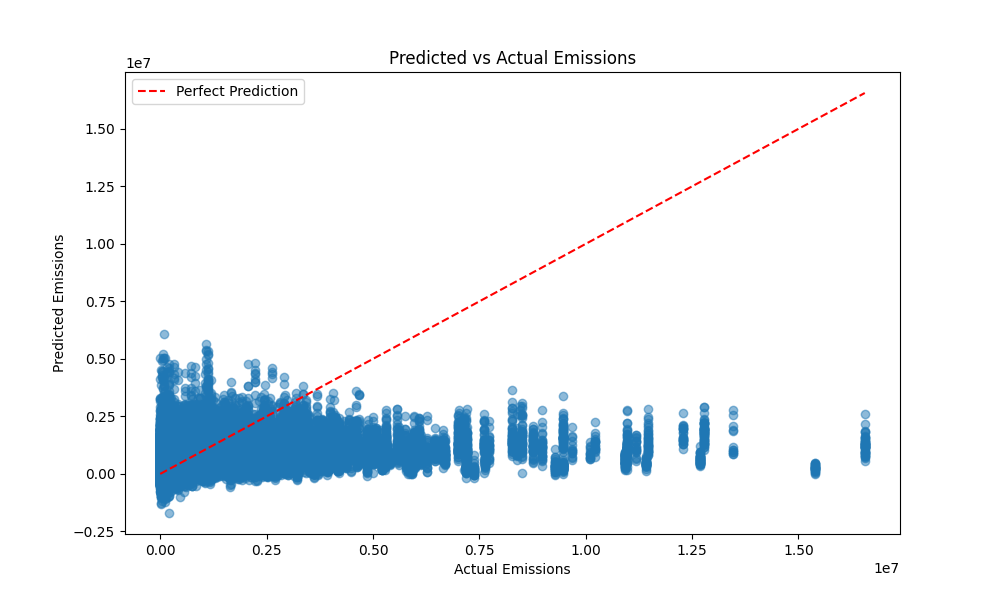 Predicted vs Actual Emissions
1e7
Perfect Prediction
1.50
1.25
1.00
0.75
0.50
0.25
0.00
−0.25
Predicted Emissions
0.00 0.25 0.50 0.75 1.00 1.25 1.50
Actual Emissions
1e7